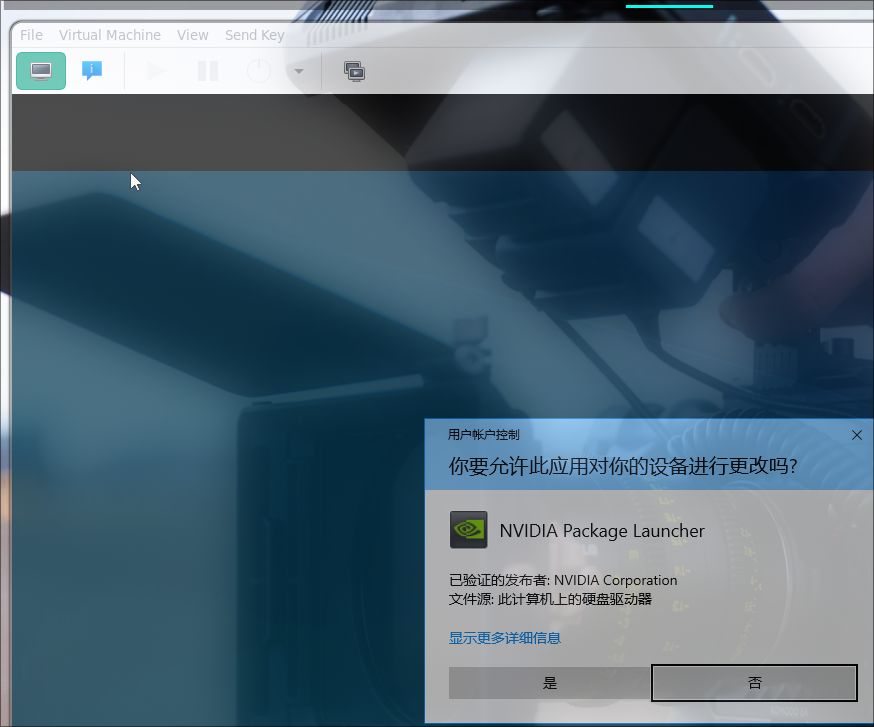 File Virtual Machine View Send Key
用户帐户控制
你要允许此应用对你的设备进行更改吗?
NVIDIA Package Launcher
已验证的发布者: NVIDIA Corporation
文件源: 此计算机上的硬盘驱动器
显示更多详细信息
是 否